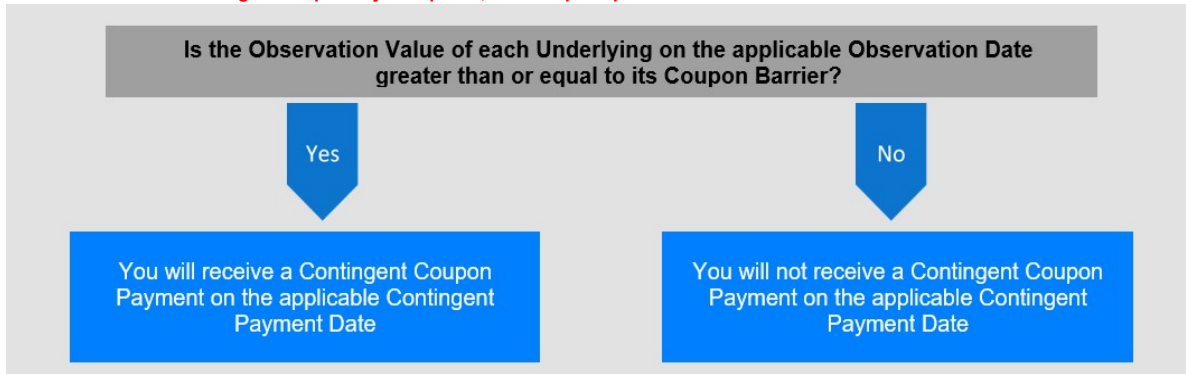 Is the Observation Value of each Underlying on the applicable Observation Date
greater than or equal to its Coupon Barrier?
Yes
No
You will receive a Contingent Coupon
Payment on the applicable Contingent
Payment Date
You will not receive a Contingent Coupon
Payment on the applicable Contingent
Payment Date